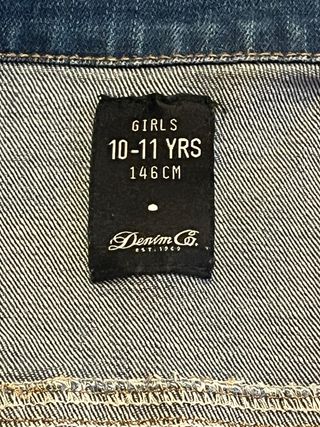 GIRLS
10-11 YRS
146CM
Denim Co.
EST. 1969